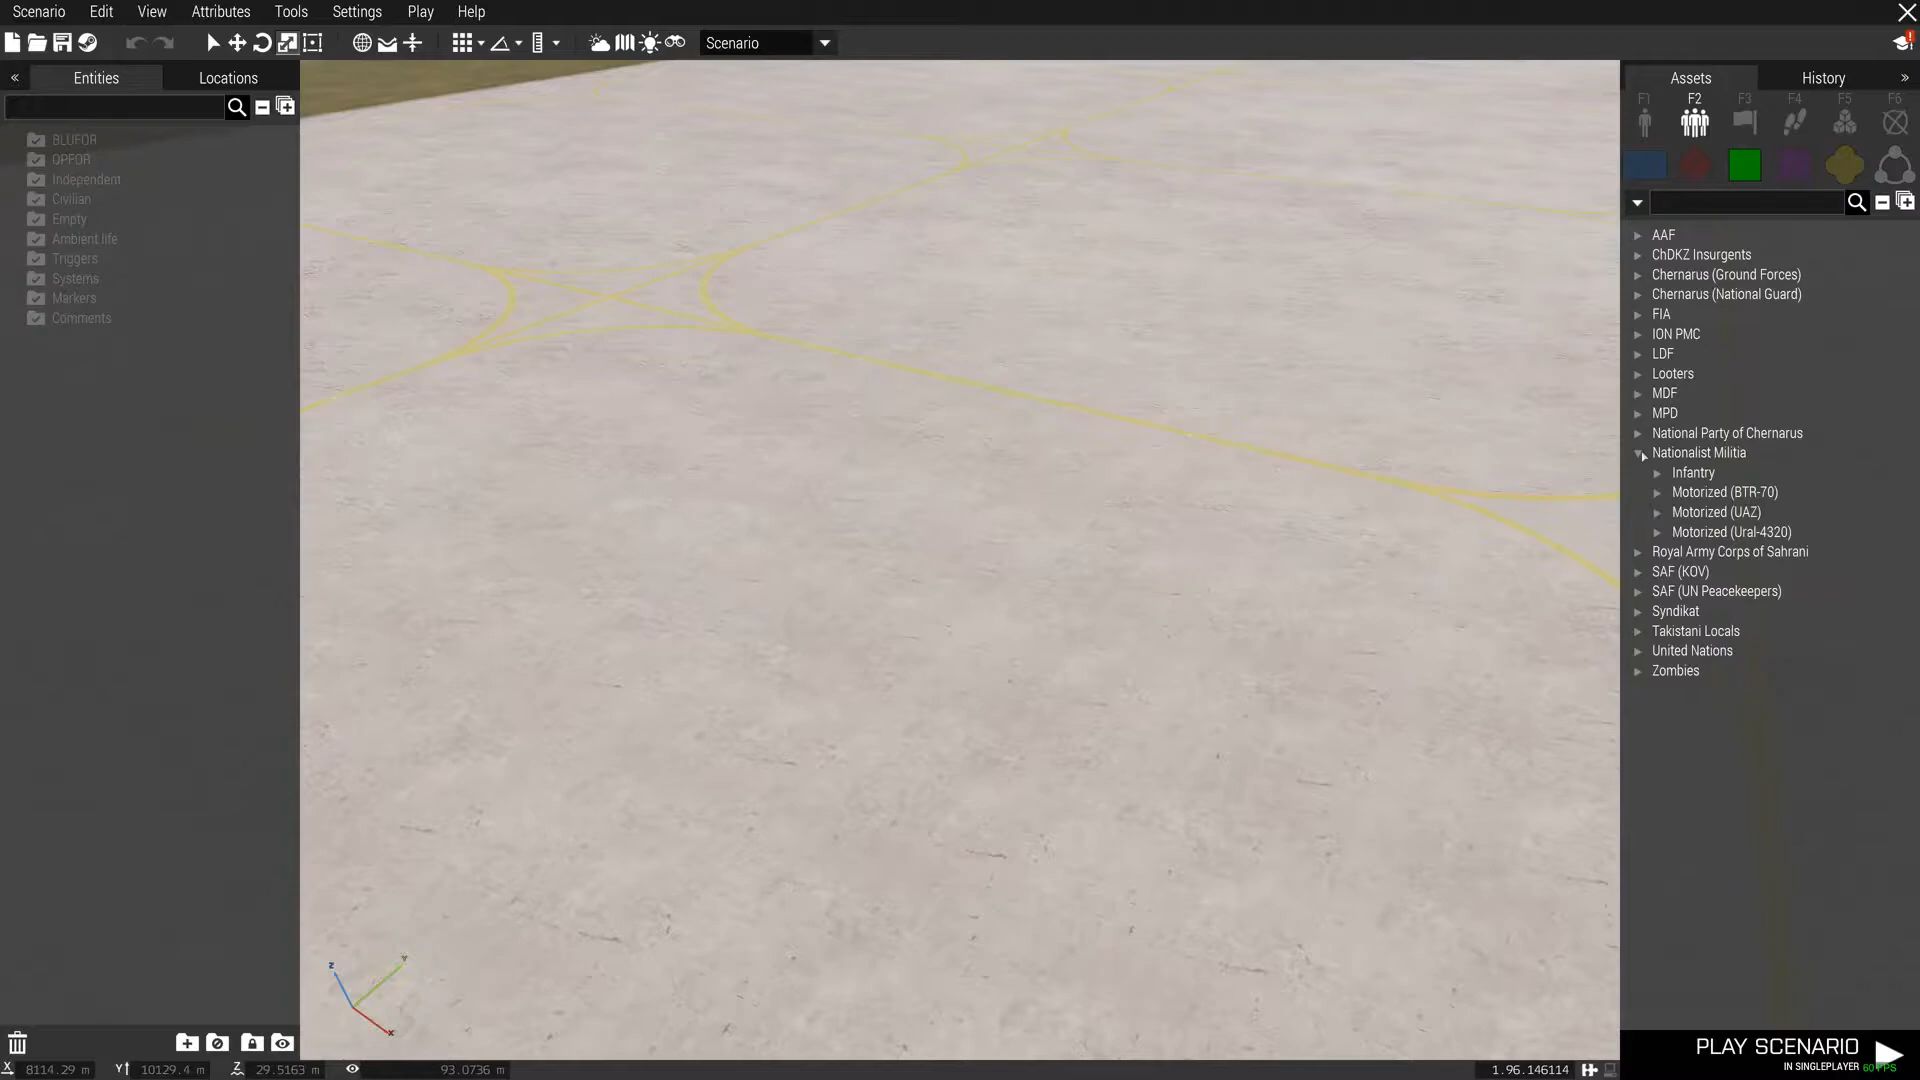 Scenario Edit View Attributes Tools Settings Play Help
Scenario
Entities Locations
BLUFOR
OPFOR
Independent
Civilian
Empty
Ambient life
Triggers
Systems
Markers
Comments
Assets History
F1 F2 F3 F4 F5 F6
AAF
ChDKZ Insurgents
Chernarus (Ground Forces)
Chernarus (National Guard)
FIA
ION PMC
LDF
Looters
MDF
MPD
National Party of Chernarus
Nationalist Militia
Infantry
Motorized (BTR-70)
Motorized (UAZ)
Motorized (Ural-4320)
Royal Army Corps of Sahrani
SAF (KOV)
SAF (UN Peacekeepers)
Syndikat
Takistani Locals
United Nations
Zombies
Z Y X
PLAY SCENARIO
IN SINGLEPLAYER 60 FPS
X 8114.29 m Y 10129.4 m Z 29.5163 m 93.0736 m 1.96.146114